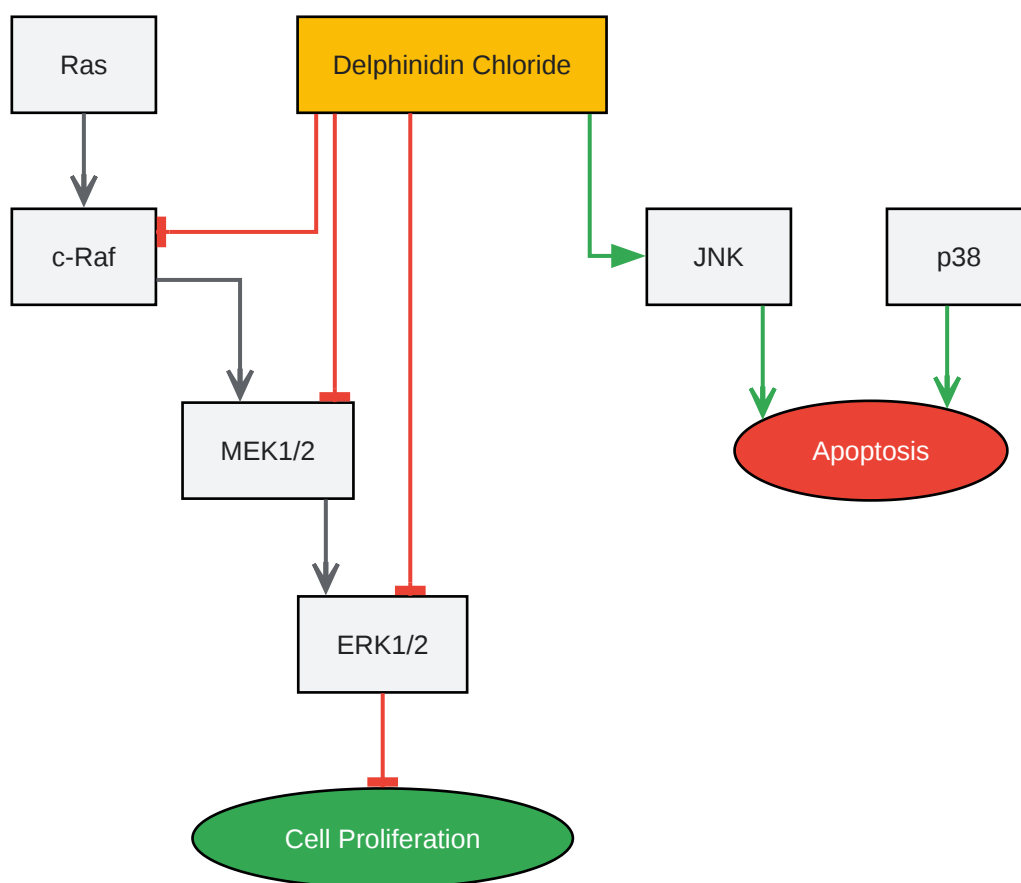 Ras
Delphinidin Chloride
c-Raf
JNK
p38
MEK1/2
Apoptosis
ERK1/2
Cell Proliferation